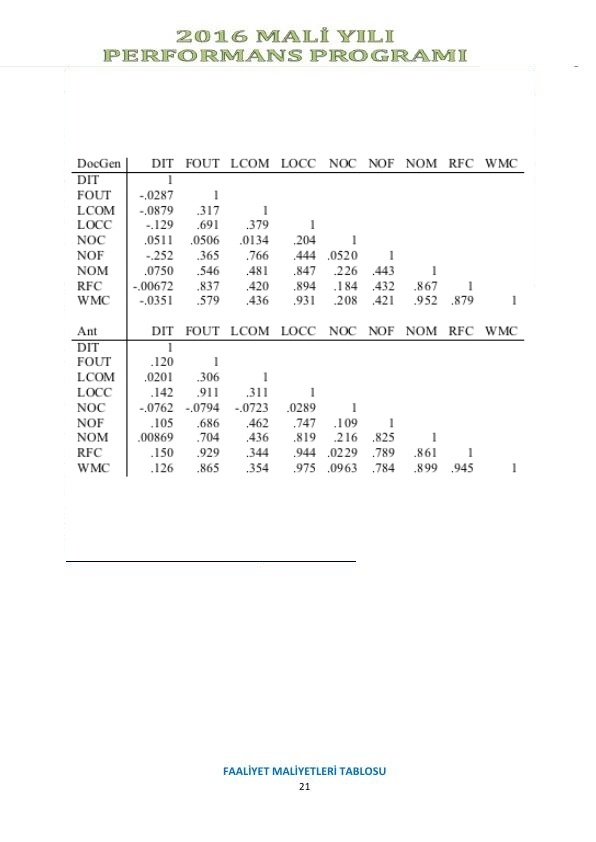 2016 MALİ YILI
PERFORMANS PROGRAMI
DocGen DIT FOUT LCOM LOCC NOC NOF NOM RFC WMC
DIT 1
FOUT -.0287 1
LCOM -.0879 .317 1
LOCC -.129 .691 .379 1
NOC .0511 .0506 .0134 .204 1
NOF -.252 .365 .766 .444 .0520 1
NOM .0750 .546 .481 .847 .226 .443 1
RFC -.00672 .837 .420 .894 .184 .432 .867 1
WMC -.0351 .579 .436 .931 .208 .421 .952 .879 1
Ant DIT FOUT LCOM LOCC NOC NOF NOM RFC WMC
DIT 1
FOUT .120 1
LCOM .0201 .306 1
LOCC .142 .911 .311 1
NOC -.0762 -.0794 -.0723 .0289 1
NOF .105 .686 .462 .747 .109 1
NOM .00869 .704 .436 .819 .216 .825 1
RFC .150 .929 .344 .944 .0229 .789 .861 1
WMC .126 .865 .354 .975 .0963 .784 .899 .945 1
FAALİYET MALİYETLERİ TABLOSU
21